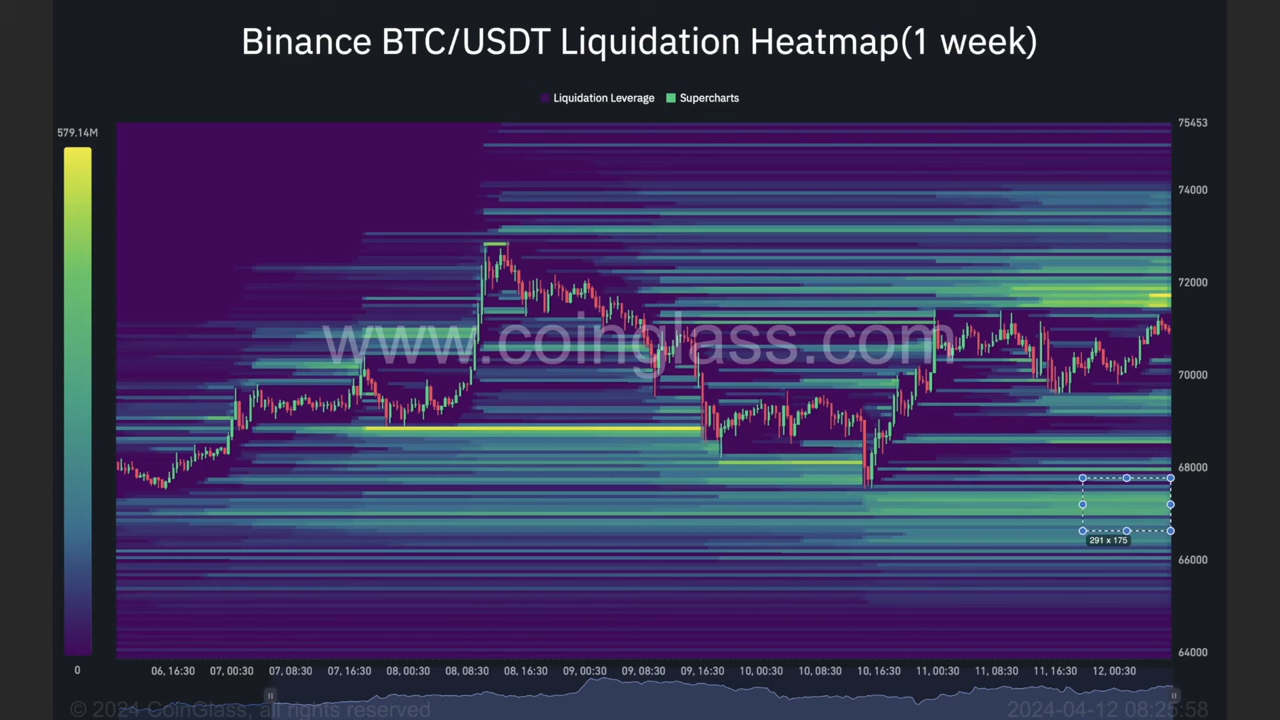 Binance BTC/USDT Liquidation Heatmap(1 week)
Liquidation Leverage Supercharts
579.14M
75453
74000
72000
www.coinglass.com
70000
68000
291 x 175
66000
64000
0
06, 16:30 07, 00:30 07, 08:30 07, 16:30 08, 00:30 08, 08:30 08, 16:30 09, 00:30 09, 08:30 09, 16:30 10, 00:30 10, 08:30 10, 16:30 11, 00:30 11, 08:30 11, 16:30 12, 00:30
© 2024 CoinGlass, all rights reserved 2024-04-12 08:25:58